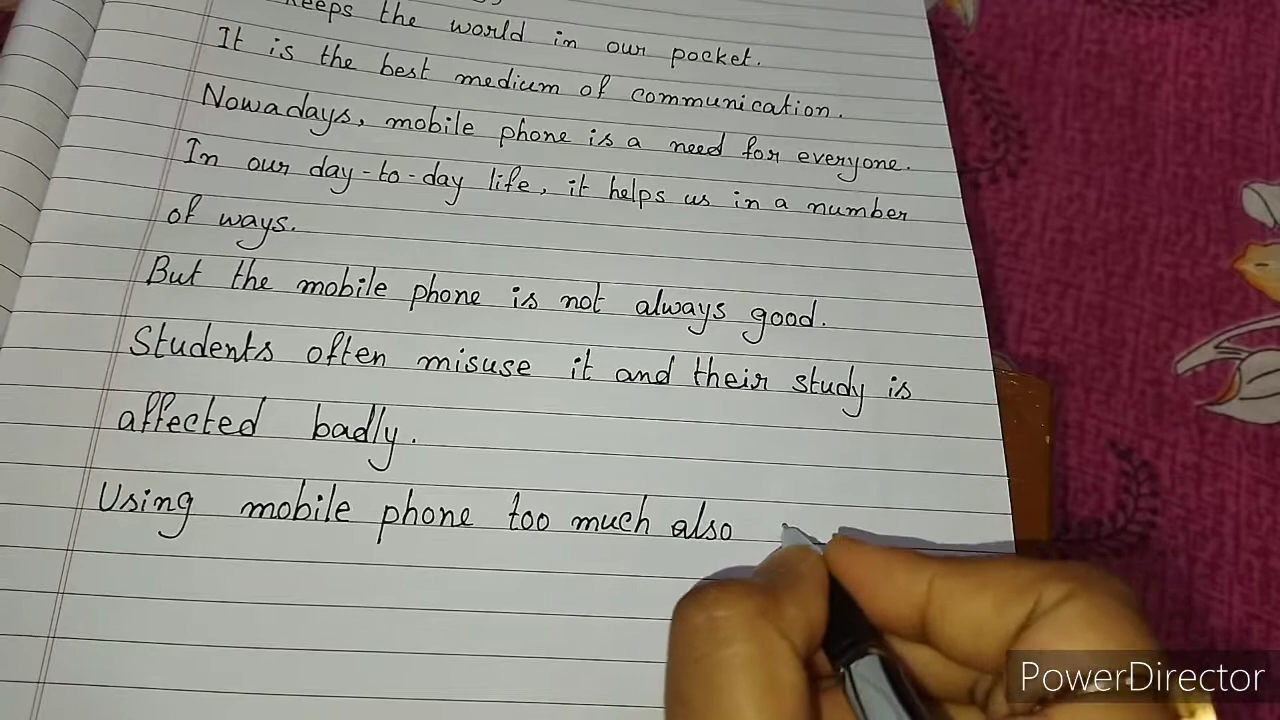 keeps the world in our pocket.
It is the best medium of communication.
Nowadays, mobile phone is a need for everyone.
In our day-to-day life, it helps us in a number
of ways.
But the mobile phone is not always good.
Students often misuse it and their study is
affected badly.
Using mobile phone too much also
PowerDirector